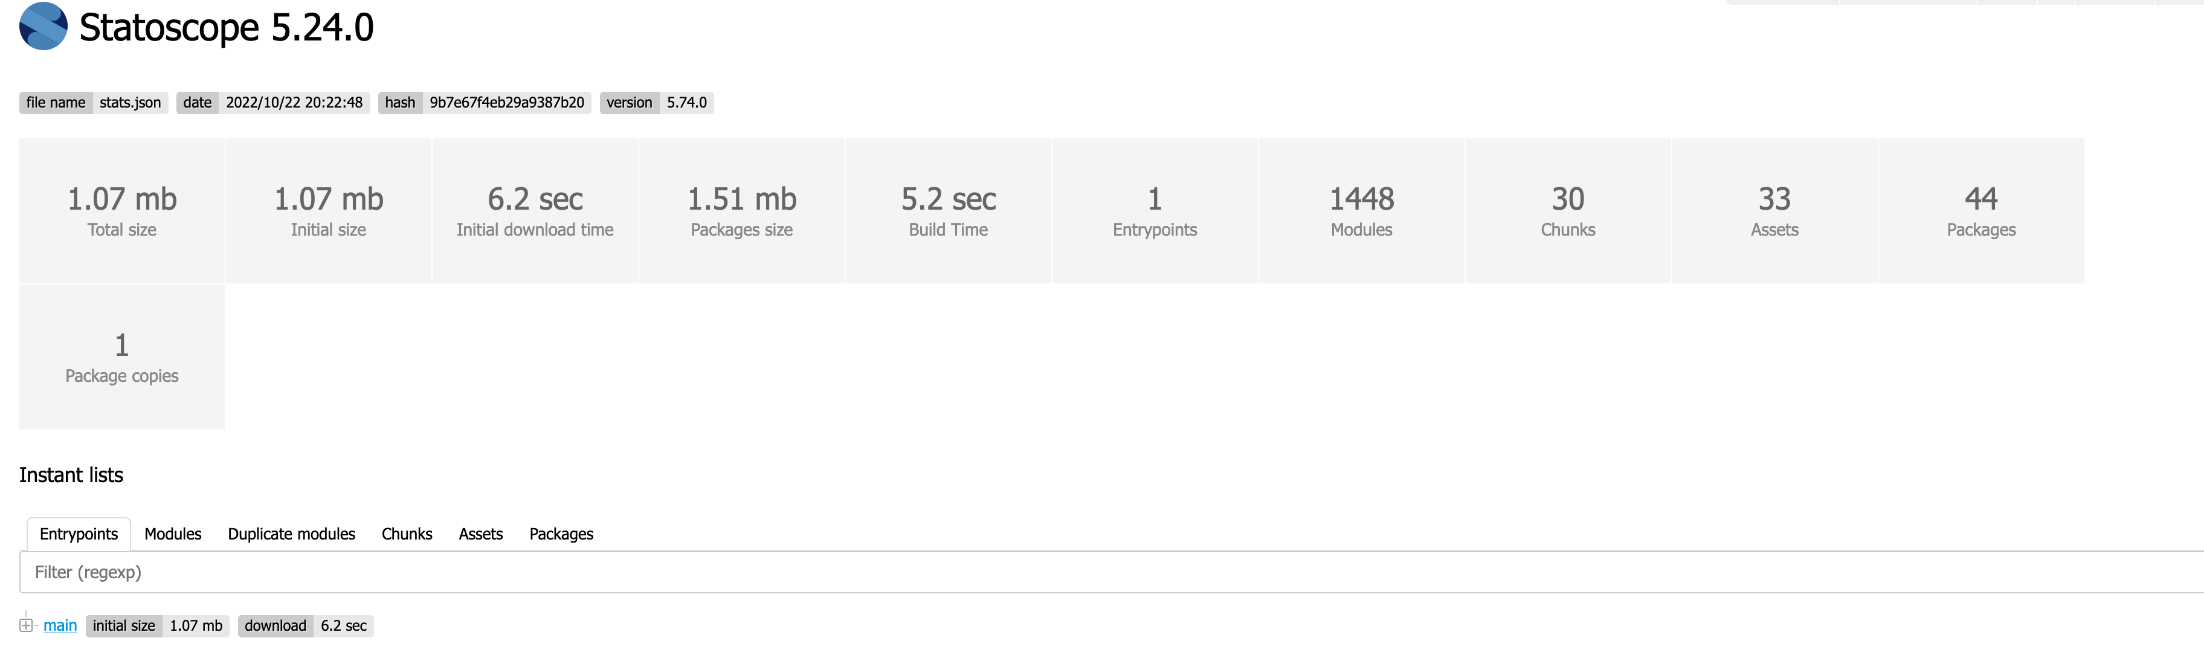 Statoscope 5.24.0
file name stats.json date 2022/10/22 20:22:48 hash 9b7e67f4eb29a9387b20 version 5.74.0
1.07 mb 1.07 mb 6.2 sec 1.51 mb 5.2 sec 1 1448 30 33 44
Total size Initial size Initial download time Packages size Build Time Entrypoints Modules Chunks Assets Packages
1
Package copies
Instant lists
Entrypoints Modules Duplicate modules Chunks Assets Packages
Filter (regexp)
main initial size 1.07 mb download 6.2 sec